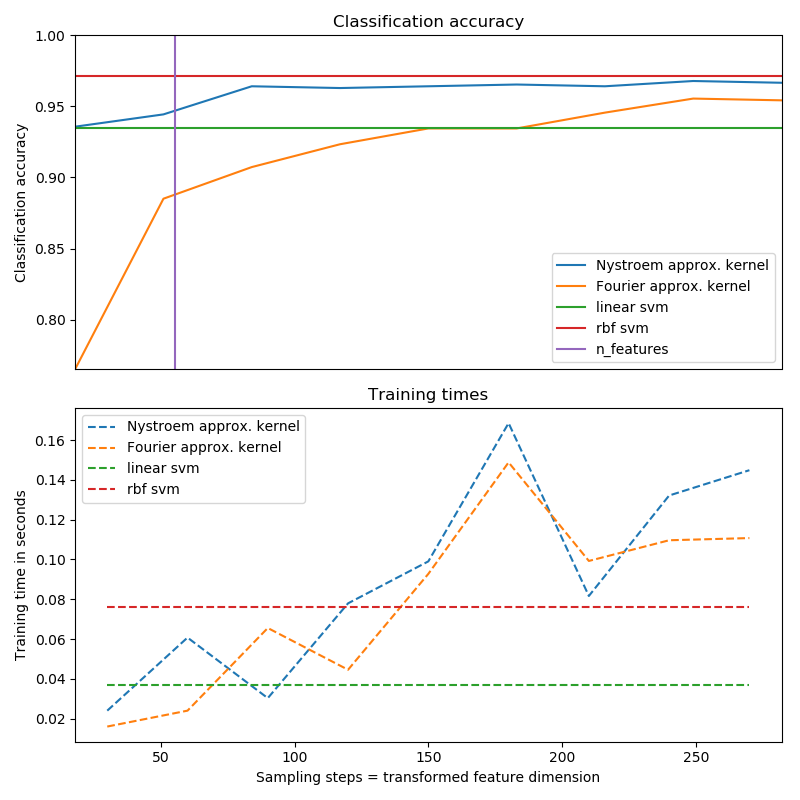 Classification accuracy
Classification accuracy
1.00
0.95
0.90
0.85
0.80
Nystroem approx. kernel
Fourier approx. kernel
linear svm
rbf svm
n_features
Training times
Training time in seconds
0.16
0.14
0.12
0.10
0.08
0.06
0.04
0.02
Nystroem approx. kernel
Fourier approx. kernel
linear svm
rbf svm
50
100
150
200
250
Sampling steps = transformed feature dimension